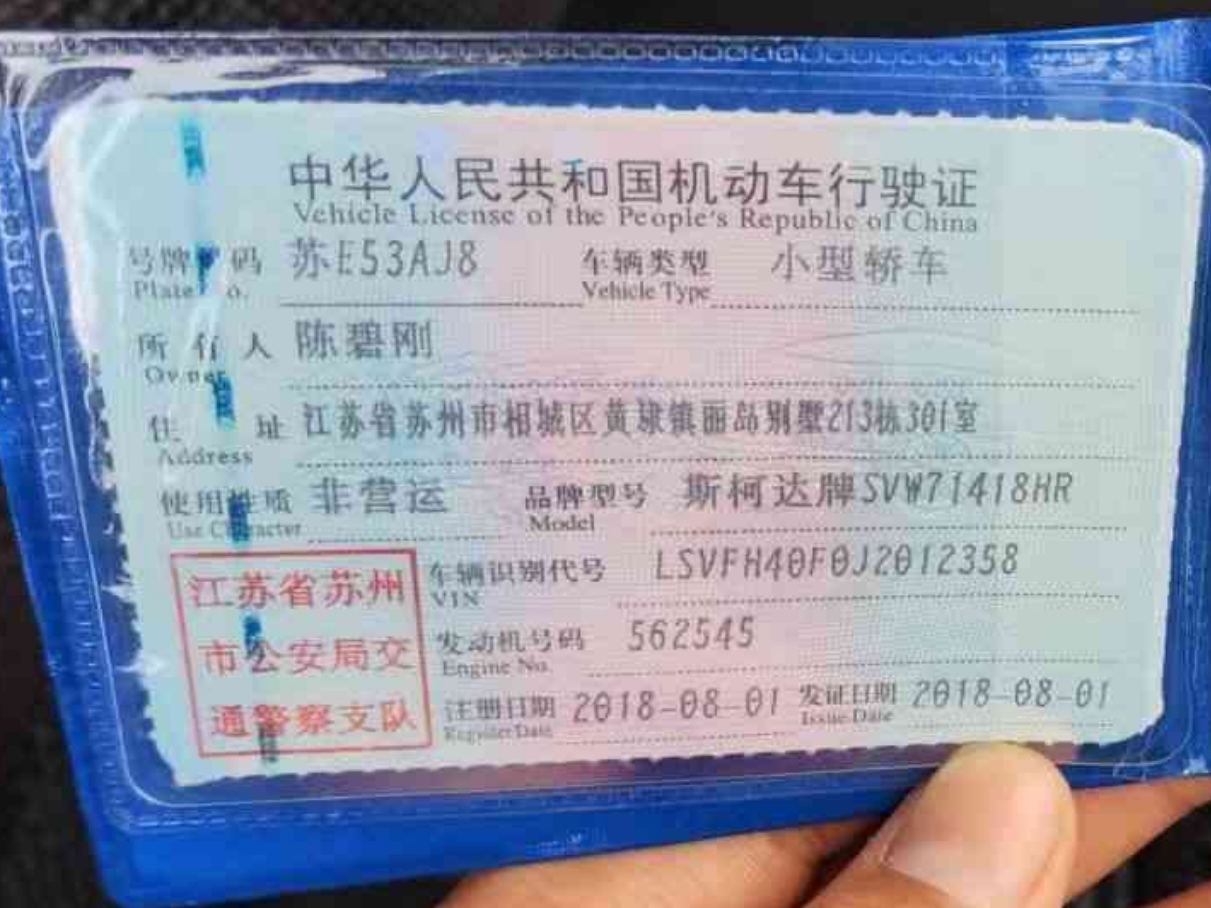 中华人民共和国机动车行驶证
Vehicle License of the People's Republic of China
号牌号码 苏E53AJ8 车辆类型 小型轿车
Plate No. Vehicle Type
所有人 陈碧刚
Owner
住址 江苏省苏州市相城区黄埭镇丽岛别墅213栋301室
Address
使用性质 非营运 品牌型号 斯柯达牌SVW71418HR
Use Character Model
江苏省苏州
市公安局交
通警察支队
车辆识别代号 LSVFH40F0J2012358
VIN
发动机号码 562545
Engine No.
注册日期 2018-08-01 发证日期 2018-08-01
Register Date Issue Date